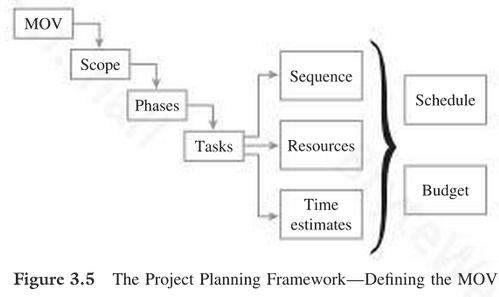 MOV
Scope
Phases
Tasks
Sequence
Resources
Time
estimates
Schedule
Budget
Figure 3.5 The Project Planning Framework—Defining the MOV